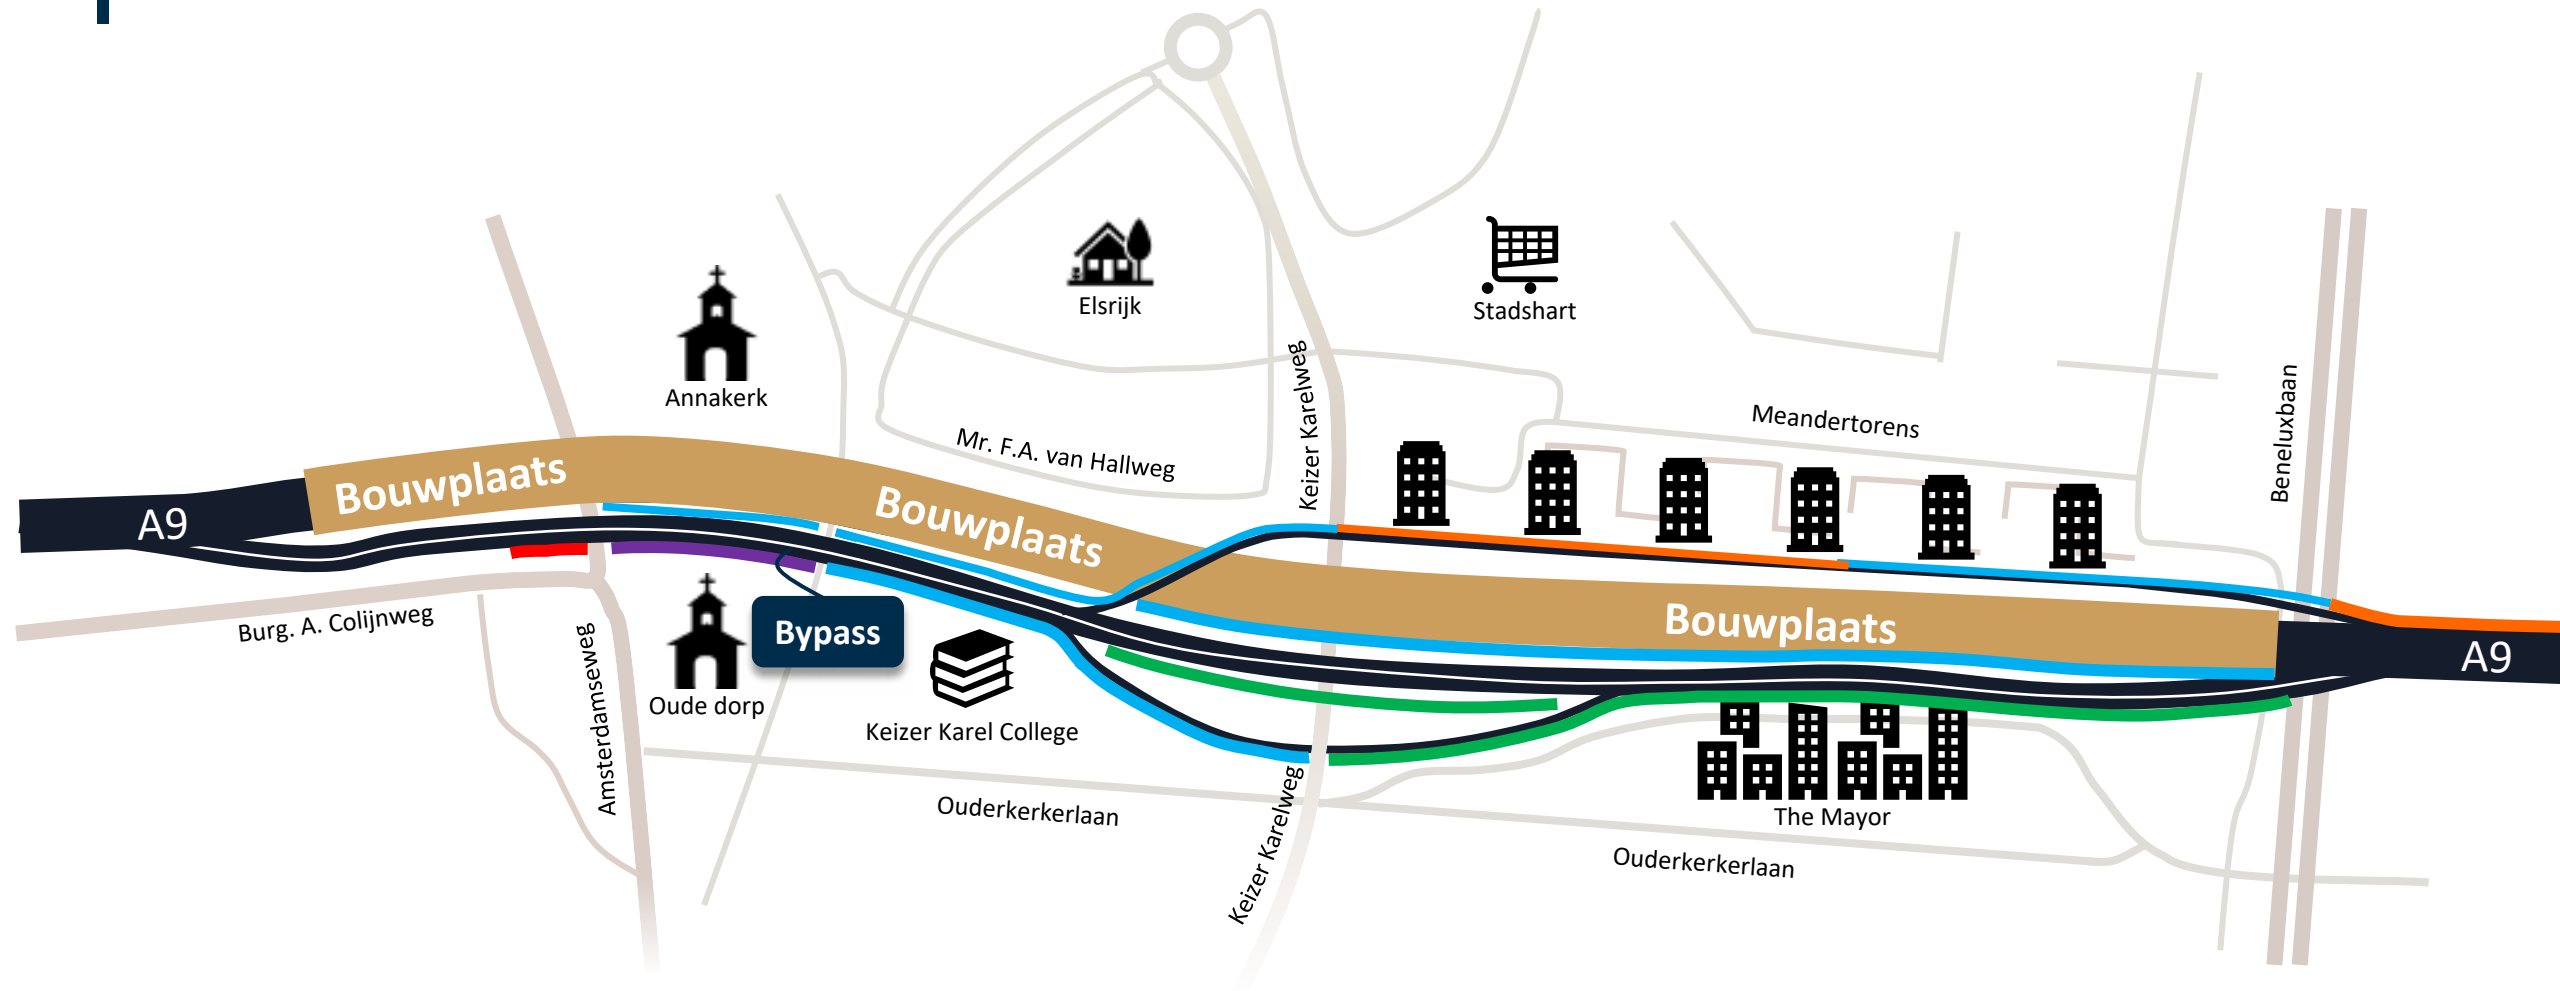 Elsrijk
Stadshart
Annakerk
Keizer Karelweg
Beneluxbaan
Meandertorens
Mr. F.A. van Hallweg
Bouwplaats
A9
Bouwplaats
Bouwplaats
A9
Burg. A. Colijnweg
Bypass
Oude dorp
Amsterdamseweg
Keizer Karel College
Ouderkerkerlaan
Keizer Karelweg
The Mayor
Ouderkerkerlaan